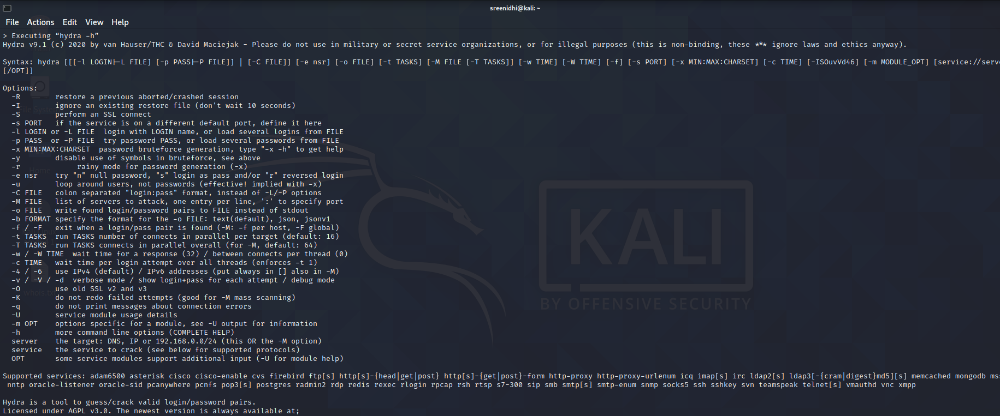 sreenidhi@kali: ~
File Actions Edit View Help
> Executing “hydra -h”
Hydra v9.1 (c) 2020 by van Hauser/THC & David Maciejak - Please do not use in military or secret service organizations, or for illegal purposes (this is non-binding, these *** ignore laws and ethics anyway).
Syntax: hydra [[[-l LOGIN|-L FILE] [-p PASS|-P FILE]] | [-C FILE]] [-e nsr] [-o FILE] [-t TASKS] [-M FILE [-T TASKS]] [-w TIME] [-W TIME] [-f] [-s PORT] [-x MIN:MAX:CHARSET] [-c TIME] [-ISOuvVd46] [-m MODULE_OPT] [service://serv
[/OPT]]
Options:
-R restore a previous aborted/crashed session
-I ignore an existing restore file (don't wait 10 seconds)
-S perform an SSL connect
-s PORT if the service is on a different default port, define it here
-l LOGIN or -L FILE login with LOGIN name, or load several logins from FILE
-p PASS or -P FILE try password PASS, or load several passwords from FILE
-x MIN:MAX:CHARSET password bruteforce generation, type "-x -h" to get help
-y disable use of symbols in bruteforce, see above
-r rainy mode for password generation (-x)
-e nsr try "n" null password, "s" login as pass and/or "r" reversed login
-u loop around users, not passwords (effective! implied with -x)
-C FILE colon separated "login:pass" format, instead of -L/-P options
-M FILE list of servers to attack, one entry per line, ':' to specify port
-o FILE write found login/password pairs to FILE instead of stdout
-b FORMAT specify the format for the -o FILE: text(default), json, jsonv1
-f / -F exit when a login/pass pair is found (-M: -f per host, -F global)
-t TASKS run TASKS number of connects in parallel per target (default: 16)
-T TASKS run TASKS connects in parallel overall (for -M, default: 64)
-w / -W TIME wait time for a response (32) / between connects per thread (0)
-c TIME wait time per login attempt over all threads (enforces -t 1)
-4 / -6 use IPv4 (default) / IPv6 addresses (put always in [] also in -M)
-v / -V / -d verbose mode / show login+pass for each attempt / debug mode
-O use old SSL v2 and v3
-K do not redo failed attempts (good for -M mass scanning)
-q do not print messages about connection errors
-U service module usage details
-m OPT options specific for a module, see -U output for information
-h more command line options (COMPLETE HELP)
server the target: DNS, IP or 192.168.0.0/24 (this OR the -M option)
service the service to crack (see below for supported protocols)
OPT some service modules support additional input (-U for module help)
Supported services: adam6500 asterisk cisco cisco-enable cvs firebird ftp[s] http[s]-{head|get|post} http[s]-{get|post}-form http-proxy http-proxy-urlenum icq imap[s] irc ldap2[s] ldap3[-{cram|digest}md5][s] memcached mongodb ms
nntp oracle-listener oracle-sid pcanywhere pcnfs pop3[s] postgres radmin2 rdp redis rexec rlogin rpcap rsh rtsp s7-300 sip smb smtp[s] smtp-enum snmp socks5 ssh sshkey svn teamspeak telnet[s] vmauthd vnc xmpp
Hydra is a tool to guess/crack valid login/password pairs.
Licensed under AGPL v3.0. The newest version is always available at;
KALI
BY OFFENSIVE SECURITY
Home
whois.tx